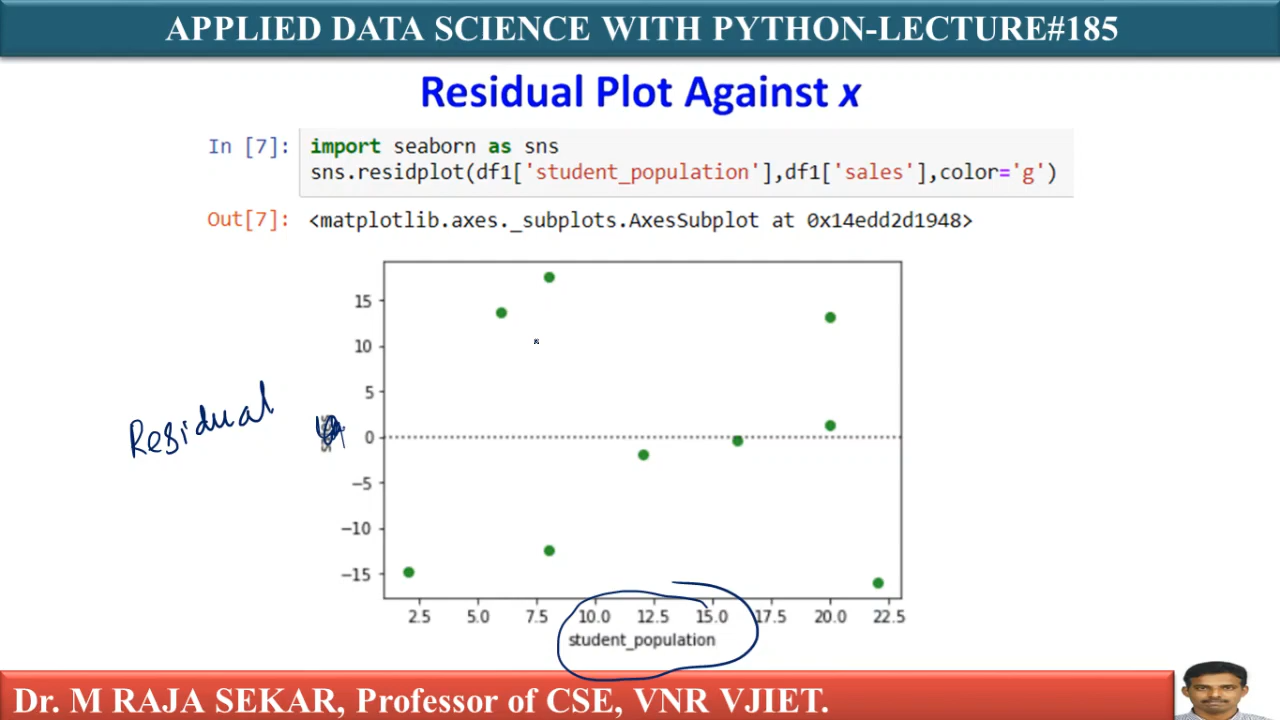 APPLIED DATA SCIENCE WITH PYTHON-LECTURE#185
Residual Plot Against x
In [7]: import seaborn as sns
sns.residplot(df1['student_population'],df1['sales'],color='g')
Out[7]: <matplotlib.axes._subplots.AxesSubplot at 0x14edd2d1948>
15
10
5
Residual
0
−5
−10
−15
2.5 5.0 7.5 10.0 12.5 15.0 17.5 20.0 22.5
student_population
Dr. M RAJA SEKAR, Professor of CSE, VNR VJIET.